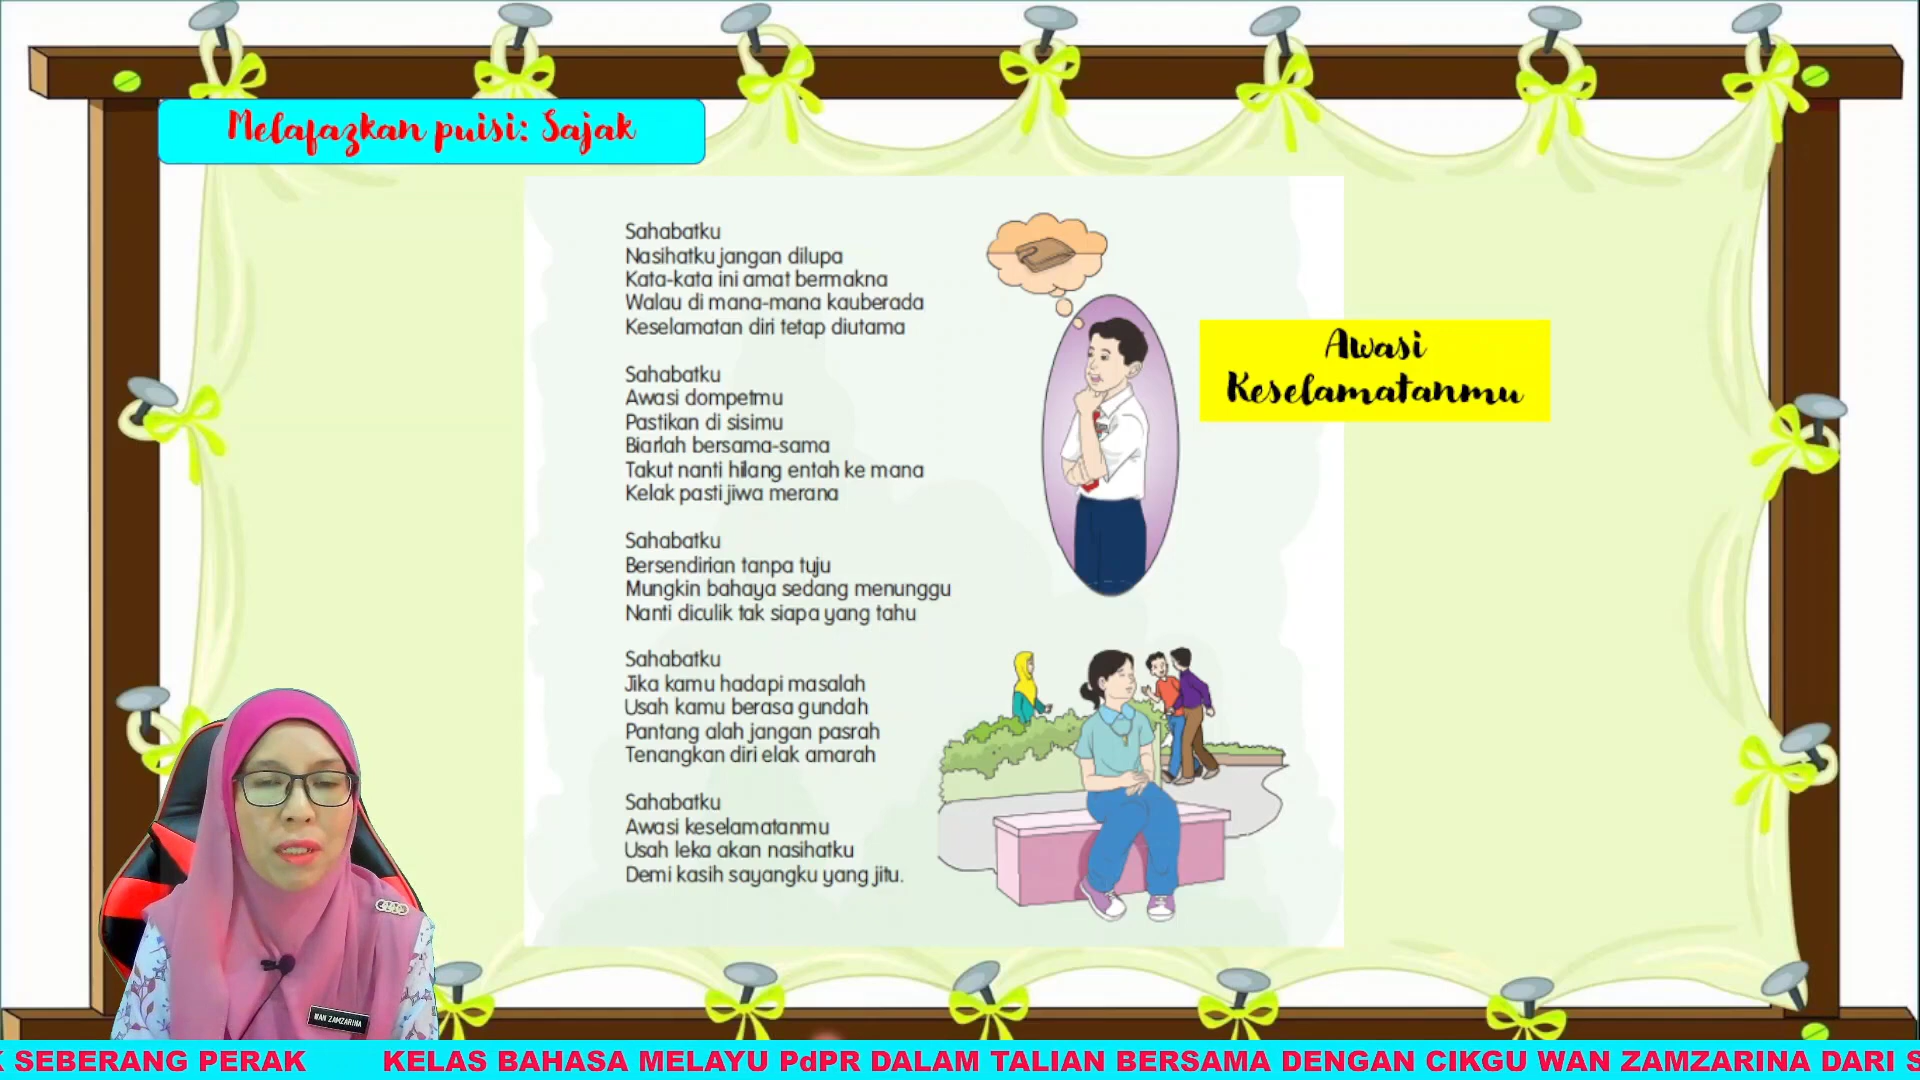 Melafazkan puisi: Sajak
Sahabatku
Nasihatku jangan dilupa
Kata-kata ini amat bermakna
Walau di mana-mana kauberada
Keselamatan diri tetap diutama
Sahabatku
Awasi dompetmu
Pastikan di sisimu
Biarlah bersama-sama
Takut nanti hilang entah ke mana
Kelak pasti jiwa merana
Sahabatku
Bersendirian tanpa tuju
Mungkin bahaya sedang menunggu
Nanti diculik tak siapa yang tahu
Sahabatku
Jika kamu hadapi masalah
Usah kamu berasa gundah
Pantang alah jangan pasrah
Tenangkan diri elak amarah
Sahabatku
Awasi keselamatanmu
Usah leka akan nasihatku
Demi kasih sayangku yang jitu.
Awasi
Keselamatanmu
WAN ZAMZARINA
K SEBERANG PERAK KELAS BAHASA MELAYU PdPR DALAM TALIAN BERSAMA DENGAN CIKGU WAN ZAMZARINA DARI S